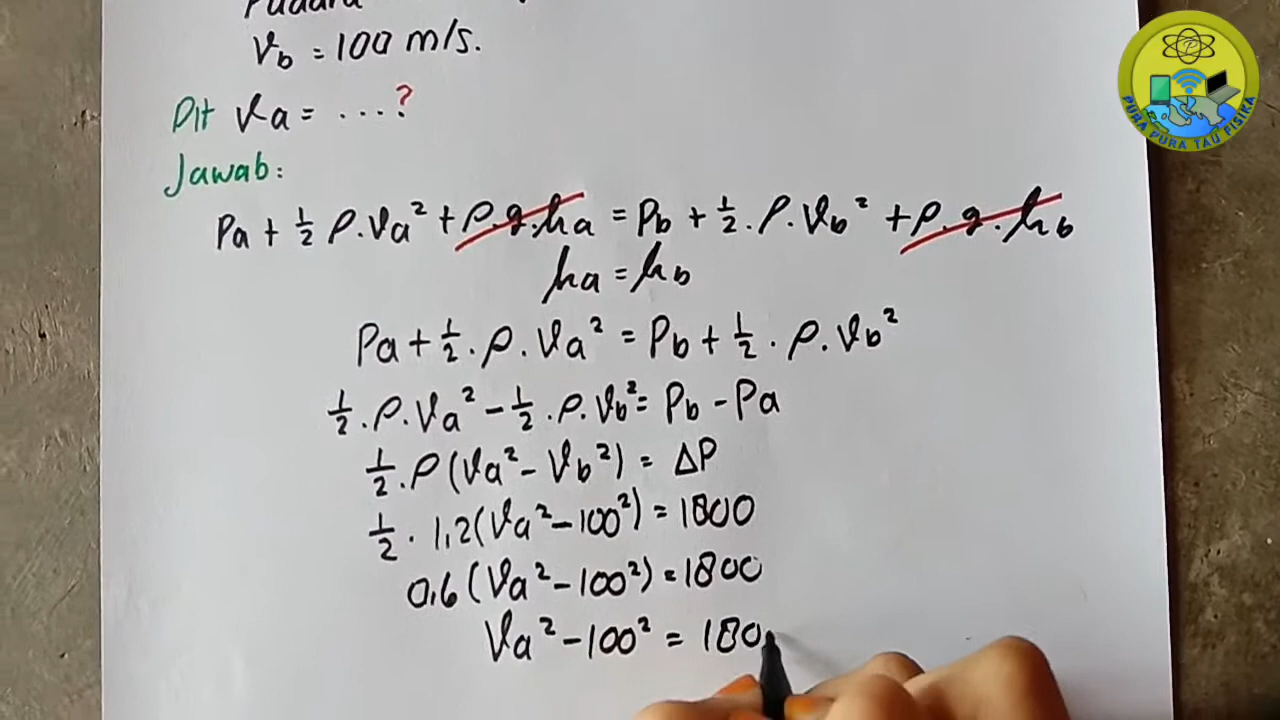 Vb = 100 m/s.
Dit Va = ....?
Jawab:
Pa + ½ ρ.Va² + ρ.g.ha = Pb + ½.ρ.Vb² + ρ.g.hb
ha = hb
Pa + ½.ρ.Va² = Pb + ½.ρ.Vb²
½.ρ.Va² - ½.ρ.Vb² = Pb - Pa
½.ρ(Va² - Vb²) = ΔP
½.1,2(Va² - 100²) = 1800
0,6(Va² - 100²) = 1800
Va² - 100² = 180
PURA PURA TAU FISIKA